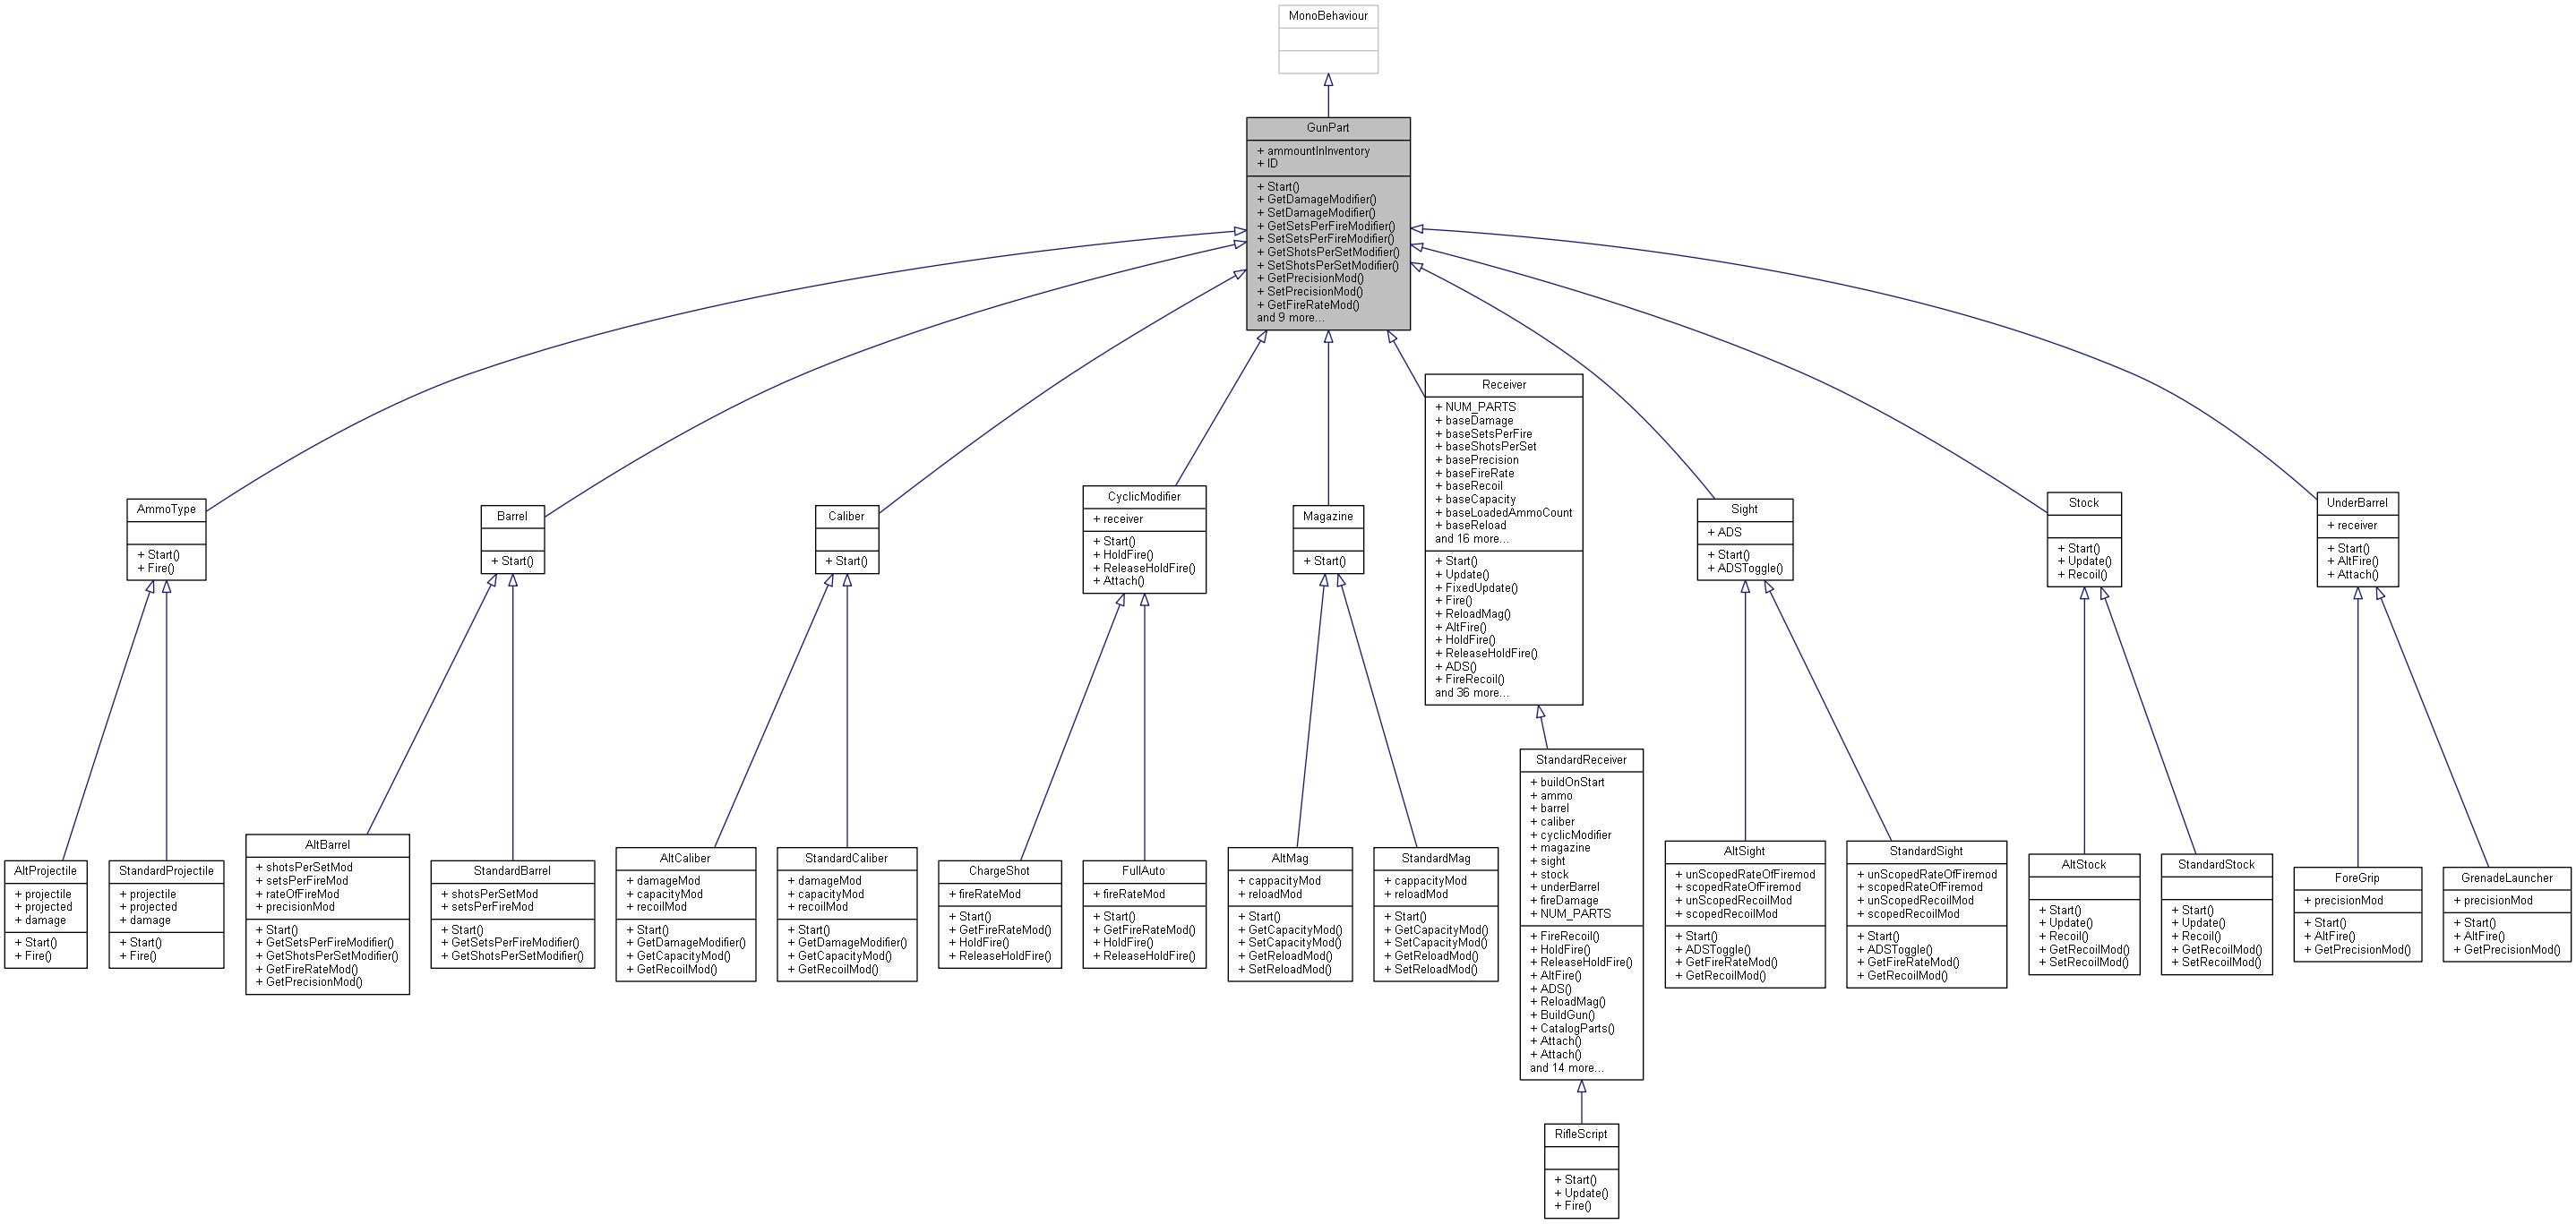 MonoBehaviour
GunPart
+ ammountInInventory
+ ID
+ Start()
+ GetDamageModifier()
+ SetDamageModifier()
+ GetSetsPerFireModifier()
+ SetSetsPerFireModifier()
+ GetShotsPerSetModifier()
+ SetShotsPerSetModifier()
+ GetPrecisionMod()
+ SetPrecisionMod()
+ GetFireRateMod()
and 9 more...
AmmoType
+ Start()
+ Fire()
Barrel
+ Start()
Caliber
+ Start()
CyclicModifier
+ receiver
+ Start()
+ HoldFire()
+ ReleaseHoldFire()
+ Attach()
Magazine
+ Start()
Receiver
+ NUM_PARTS
+ baseDamage
+ baseSetsPerFire
+ baseShotsPerSet
+ basePrecision
+ baseFireRate
+ baseRecoil
+ baseCapacity
+ baseLoadedAmmoCount
+ baseReload
and 16 more...
+ Start()
+ Update()
+ FixedUpdate()
+ Fire()
+ ReloadMag()
+ AltFire()
+ HoldFire()
+ ReleaseHoldFire()
+ ADS()
+ FireRecoil()
and 36 more...
Sight
+ ADS
+ Start()
+ ADSToggle()
Stock
+ Start()
+ Update()
+ Recoil()
UnderBarrel
+ receiver
+ Start()
+ AltFire()
+ Attach()
AltProjectile
+ projectile
+ projected
+ damage
+ Start()
+ Fire()
StandardProjectile
+ projectile
+ projected
+ damage
+ Start()
+ Fire()
AltBarrel
+ shotsPerSetMod
+ setsPerFireMod
+ rateOfFireMod
+ precisionMod
+ Start()
+ GetSetsPerFireModifier()
+ GetShotsPerSetModifier()
+ GetFireRateMod()
+ GetPrecisionMod()
StandardBarrel
+ shotsPerSetMod
+ setsPerFireMod
+ Start()
+ GetSetsPerFireModifier()
+ GetShotsPerSetModifier()
AltCaliber
+ damageMod
+ capacityMod
+ recoilMod
+ Start()
+ GetDamageModifier()
+ GetCapacityMod()
+ GetRecoilMod()
StandardCaliber
+ damageMod
+ capacityMod
+ recoilMod
+ Start()
+ GetDamageModifier()
+ GetCapacityMod()
+ GetRecoilMod()
ChargeShot
+ fireRateMod
+ Start()
+ GetFireRateMod()
+ HoldFire()
+ ReleaseHoldFire()
FullAuto
+ fireRateMod
+ Start()
+ GetFireRateMod()
+ HoldFire()
+ ReleaseHoldFire()
AltMag
+ cappacityMod
+ reloadMod
+ Start()
+ GetCapacityMod()
+ SetCapacityMod()
+ GetReloadMod()
+ SetReloadMod()
StandardMag
+ cappacityMod
+ reloadMod
+ Start()
+ GetCapacityMod()
+ SetCapacityMod()
+ GetReloadMod()
+ SetReloadMod()
StandardReceiver
+ buildOnStart
+ ammo
+ barrel
+ caliber
+ cyclicModifier
+ magazine
+ sight
+ stock
+ underBarrel
+ fireDamage
+ NUM_PARTS
+ FireRecoil()
+ HoldFire()
+ ReleaseHoldFire()
+ AltFire()
+ ADS()
+ ReloadMag()
+ BuildGun()
+ CatalogParts()
+ Attach()
+ Attach()
and 14 more...
AltSight
+ unScopedRateOfFiremod
+ scopedRateOfFiremod
+ unScopedRecoilMod
+ scopedRecoilMod
+ Start()
+ ADSToggle()
+ GetFireRateMod()
+ GetRecoilMod()
StandardSight
+ unScopedRateOfFiremod
+ scopedRateOfFiremod
+ unScopedRecoilMod
+ scopedRecoilMod
+ Start()
+ ADSToggle()
+ GetFireRateMod()
+ GetRecoilMod()
AltStock
+ Start()
+ Update()
+ Recoil()
+ GetRecoilMod()
+ SetRecoilMod()
StandardStock
+ Start()
+ Update()
+ Recoil()
+ GetRecoilMod()
+ SetRecoilMod()
ForeGrip
+ precisionMod
+ Start()
+ AltFire()
+ GetPrecisionMod()
GrenadeLauncher
+ precisionMod
+ Start()
+ AltFire()
+ GetPrecisionMod()
RifleScript
+ Start()
+ Update()
+ Fire()